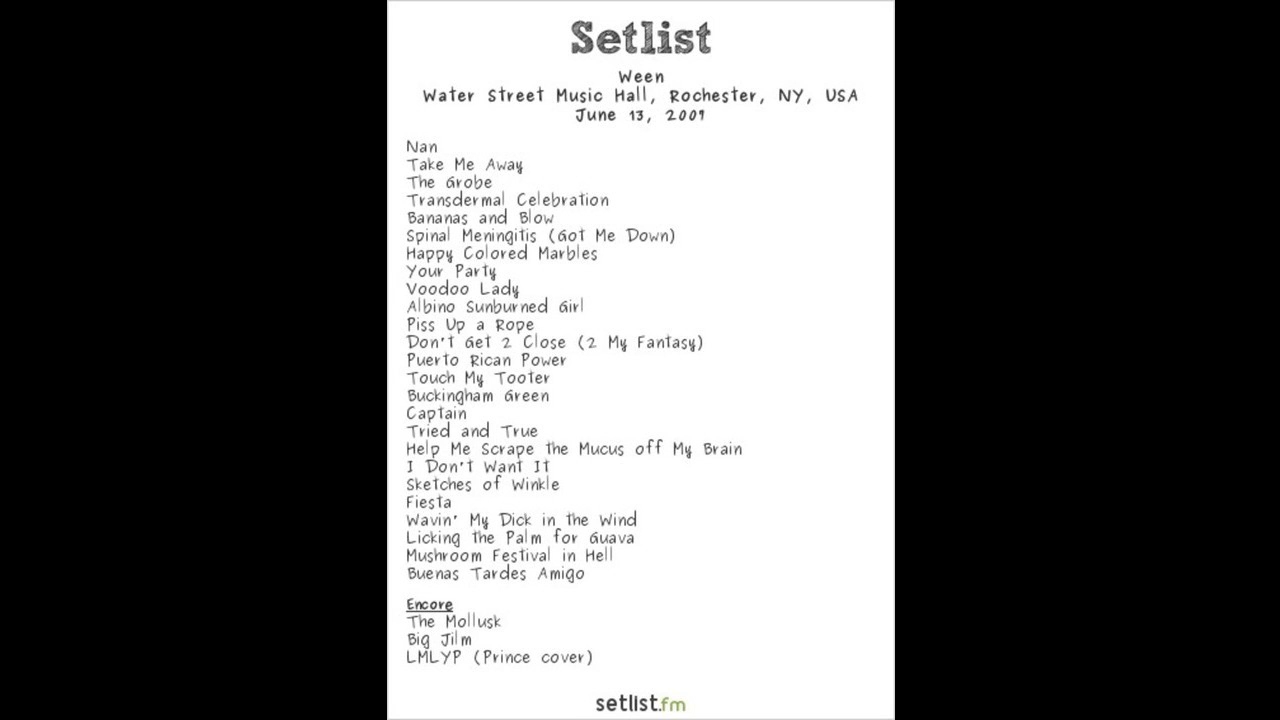 Setlist
Ween
Water Street Music Hall, Rochester, NY, USA
June 13, 2009
Nan
Take Me Away
The Grobe
Transdermal Celebration
Bananas and Blow
Spinal Meningitis (Got Me Down)
Happy Colored Marbles
Your Party
Voodoo Lady
Albino Sunburned Girl
Piss Up a Rope
Don't Get 2 Close (2 My Fantasy)
Puerto Rican Power
Touch My Tooter
Buckingham Green
Captain
Tried and True
Help Me Scrape the Mucus off My Brain
I Don't Want It
Sketches of Winkle
Fiesta
Wavin' My Dick in the Wind
Licking the Palm for Guava
Mushroom Festival in Hell
Buenas Tardes Amigo
Encore
The Mollusk
Big Jilm
LMLYP (Prince cover)
setlist.fm